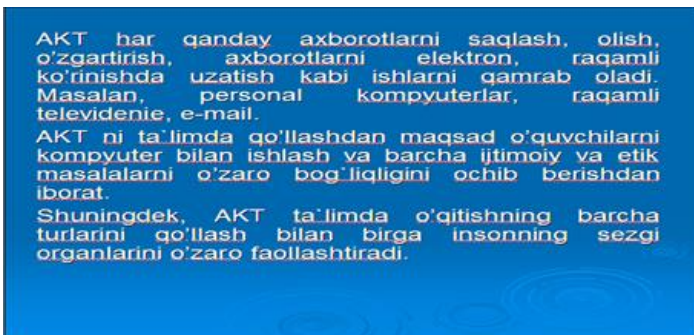 AKT har qanday axborotlarni saqlash, olish,
o'zgartirish, axborotlarni elektron, raqamli
ko'rinishda uzatish kabi ishlarni qamrab oladi.
Masalan, personal kompyuterlar, raqamli
televidenie, e-mail.
AKT ni ta`limda qo'llashdan maqsad o'quvchilarni
kompyuter bilan ishlash va barcha ijtimoiy va etik
masalalarni o'zaro bog`liqligini ochib berishdan
iborat.
Shuningdek, AKT ta`limda o'qitishning barcha
turlarini qo'llash bilan birga insonning sezgi
organlarini o'zaro faollashtiradi.